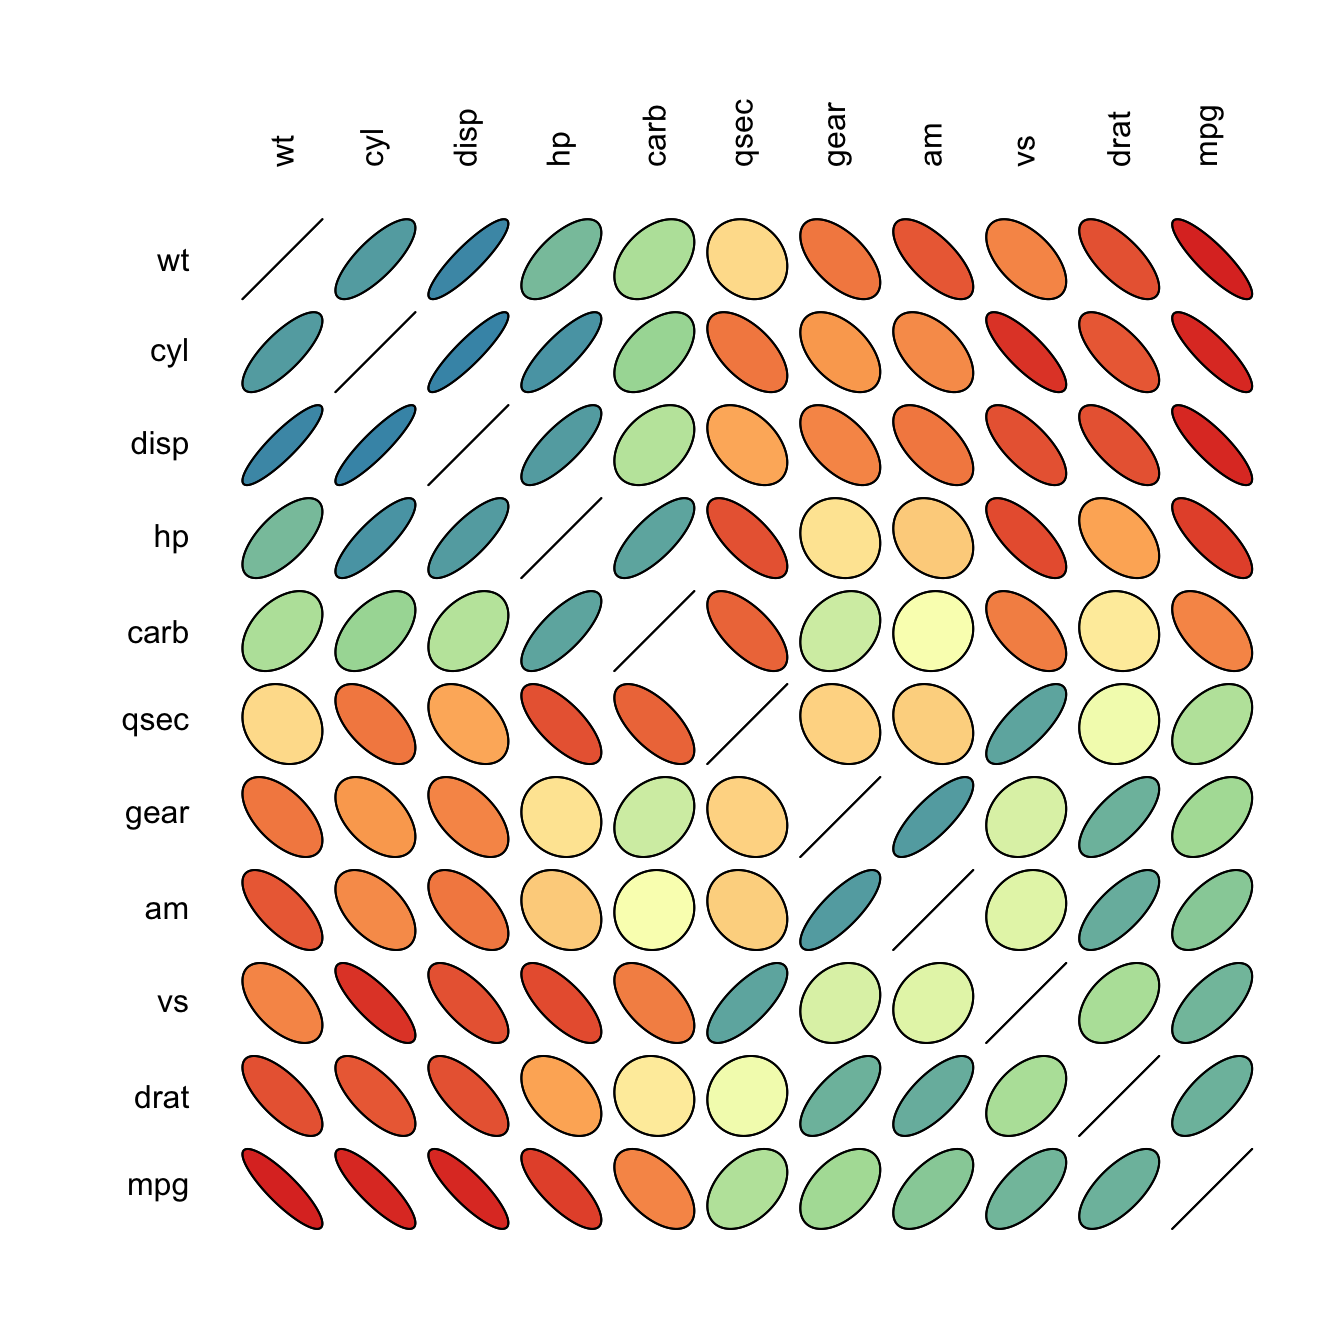 wt
cyl
disp
hp
carb
qsec
gear
am
vs
drat
mpg
wt
cyl
disp
hp
carb
qsec
gear
am
vs
drat
mpg